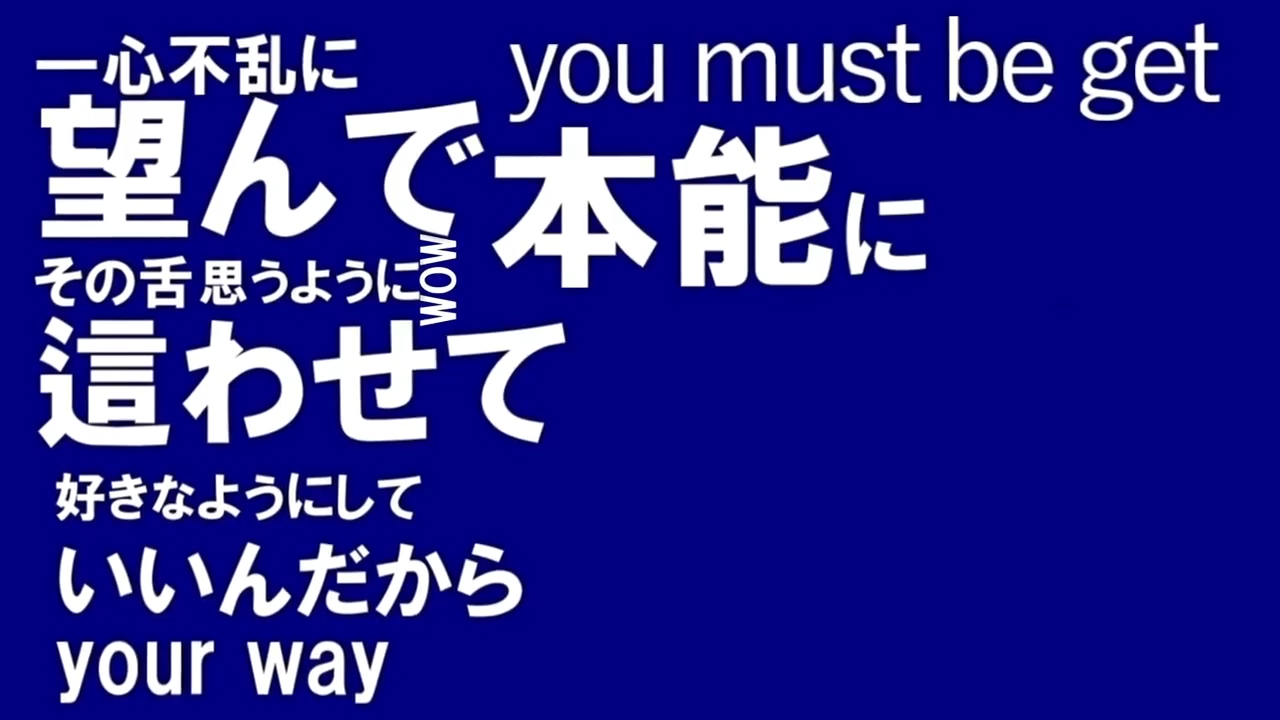 一心不乱に
望んで
その舌 思うように
wow
這わせて
好きなようにして
いいんだから
your way
you must be get
本能に